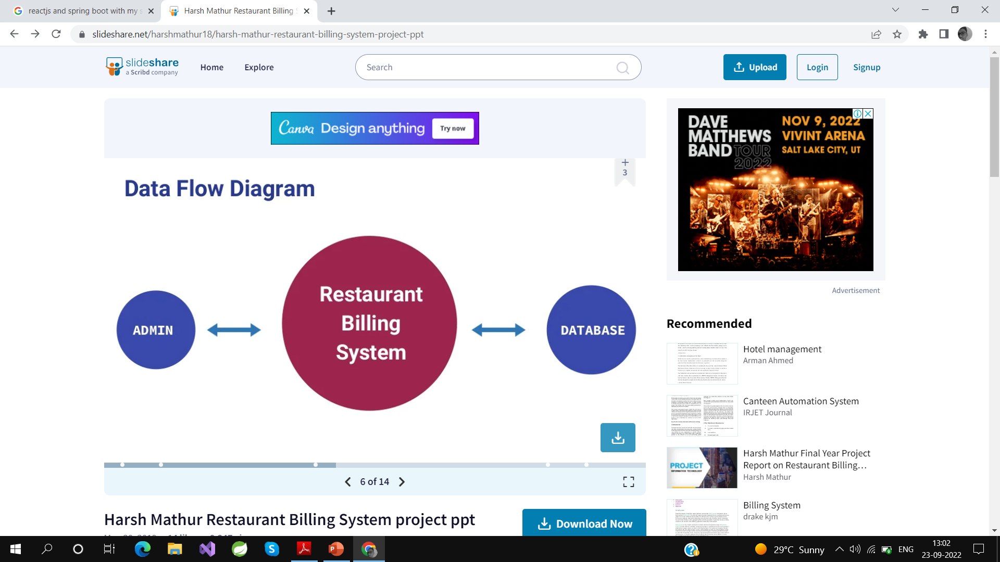 reactjs and spring boot with my s
Harsh Mathur Restaurant Billing S
slideshare.net/harshmathur18/harsh-mathur-restaurant-billing-system-project-ppt
slideshare
a Scribd company
Home
Explore
Search
Upload
Login
Signup
Canva Design anything Try now
DAVE
MATTHEWS
BAND TOUR
2022
NOV 9, 2022
VIVINT ARENA
SALT LAKE CITY, UT
3
Data Flow Diagram
ADMIN
Restaurant
Billing
System
DATABASE
Advertisement
Recommended
Hotel management
Arman Ahmed
Canteen Automation System
IRJET Journal
PROJECT
INFORMATION TECHNOLOGY
Harsh Mathur Final Year Project
Report on Restaurant Billing…
Harsh Mathur
Billing System
drake kjm
6 of 14
Harsh Mathur Restaurant Billing System project ppt
Download Now
29°C Sunny
ENG
13:02
23-09-2022